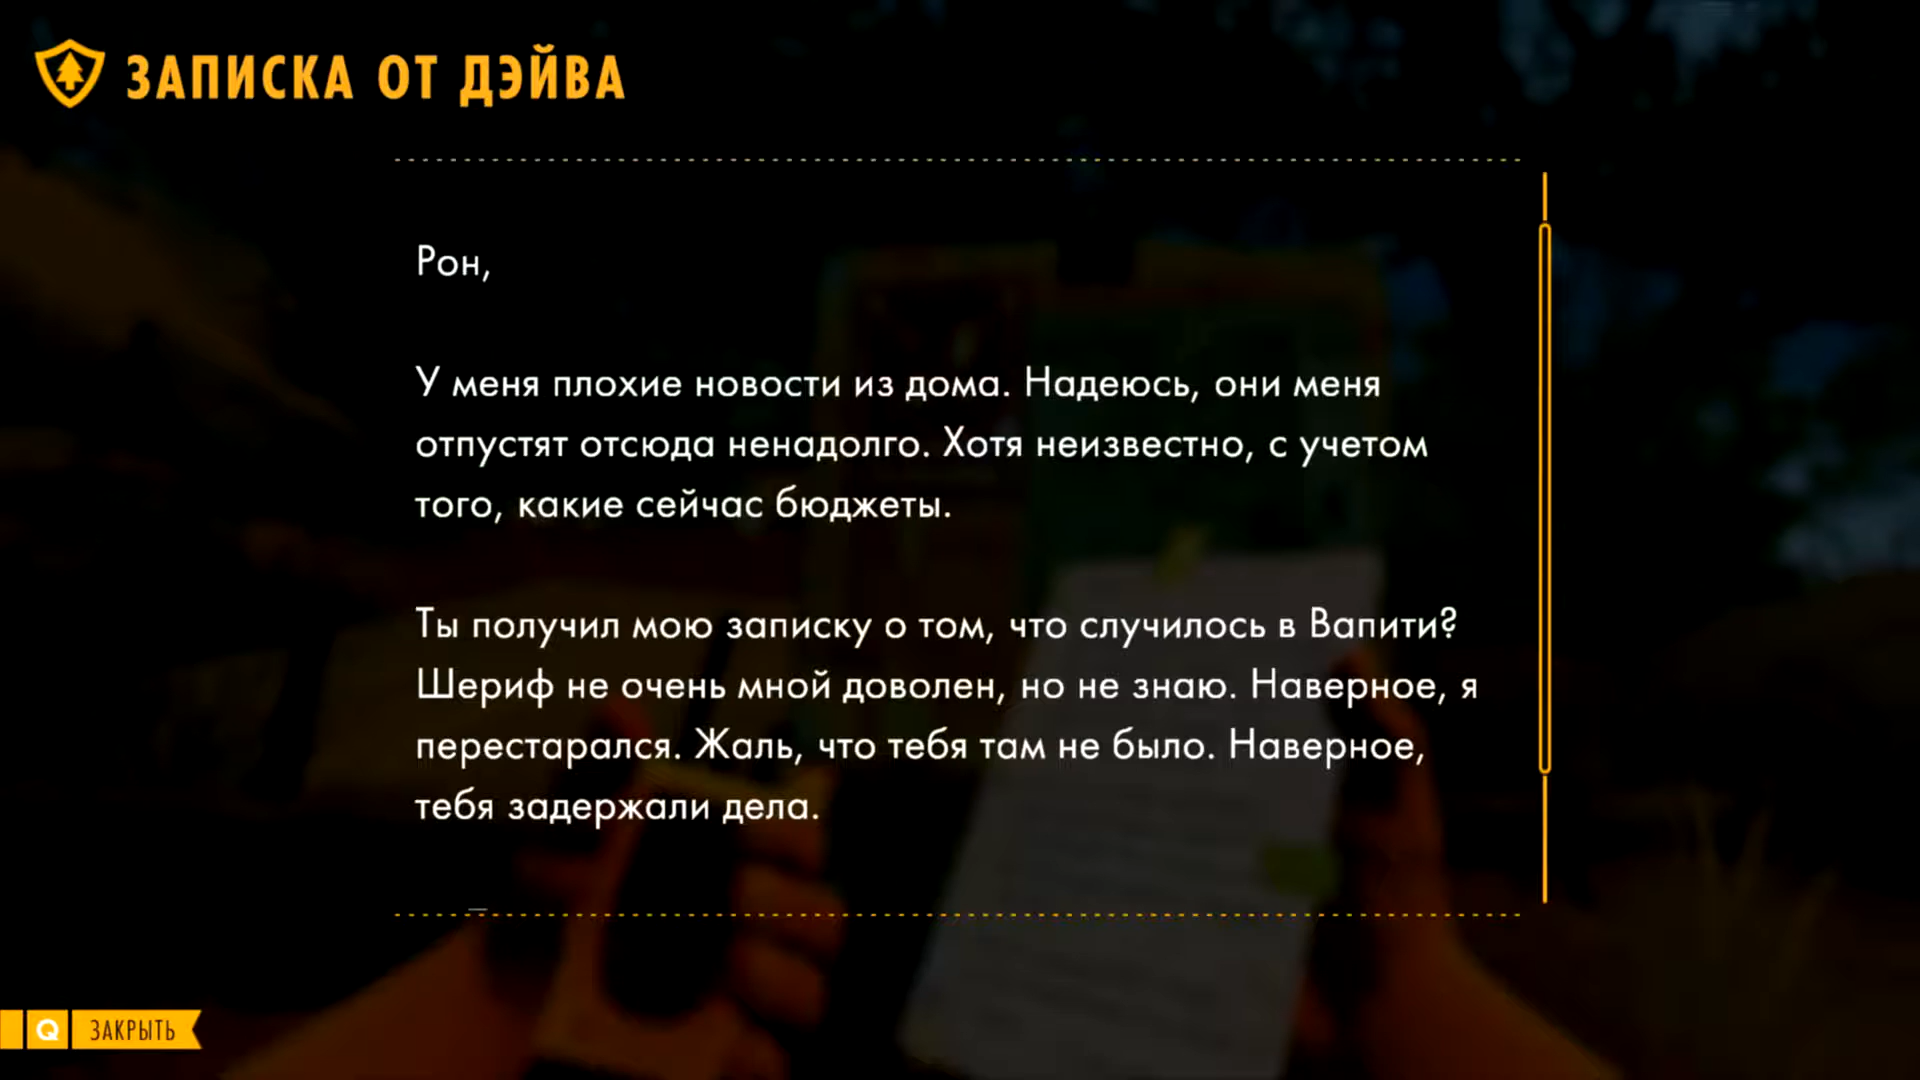 ЗАПИСКА ОТ ДЭЙВА
Рон,
У меня плохие новости из дома. Надеюсь, они меня
отпустят отсюда ненадолго. Хотя неизвестно, с учетом
того, какие сейчас бюджеты.
Ты получил мою записку о том, что случилось в Вапити?
Шериф не очень мной доволен, но не знаю. Наверное, я
перестарался. Жаль, что тебя там не было. Наверное,
тебя задержали дела.
Q ЗАКРЫТЬ